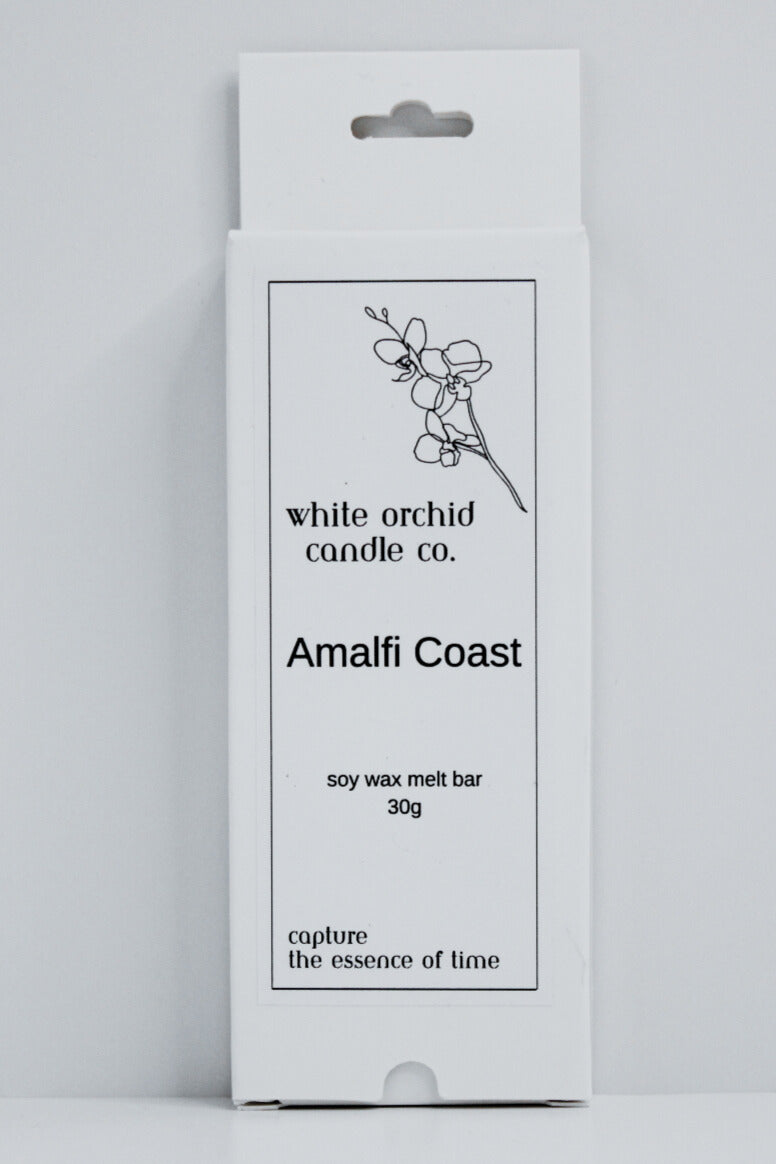 white orchid
candle co.
Amalfi Coast
soy wax melt bar
30g
capture
the essence of time